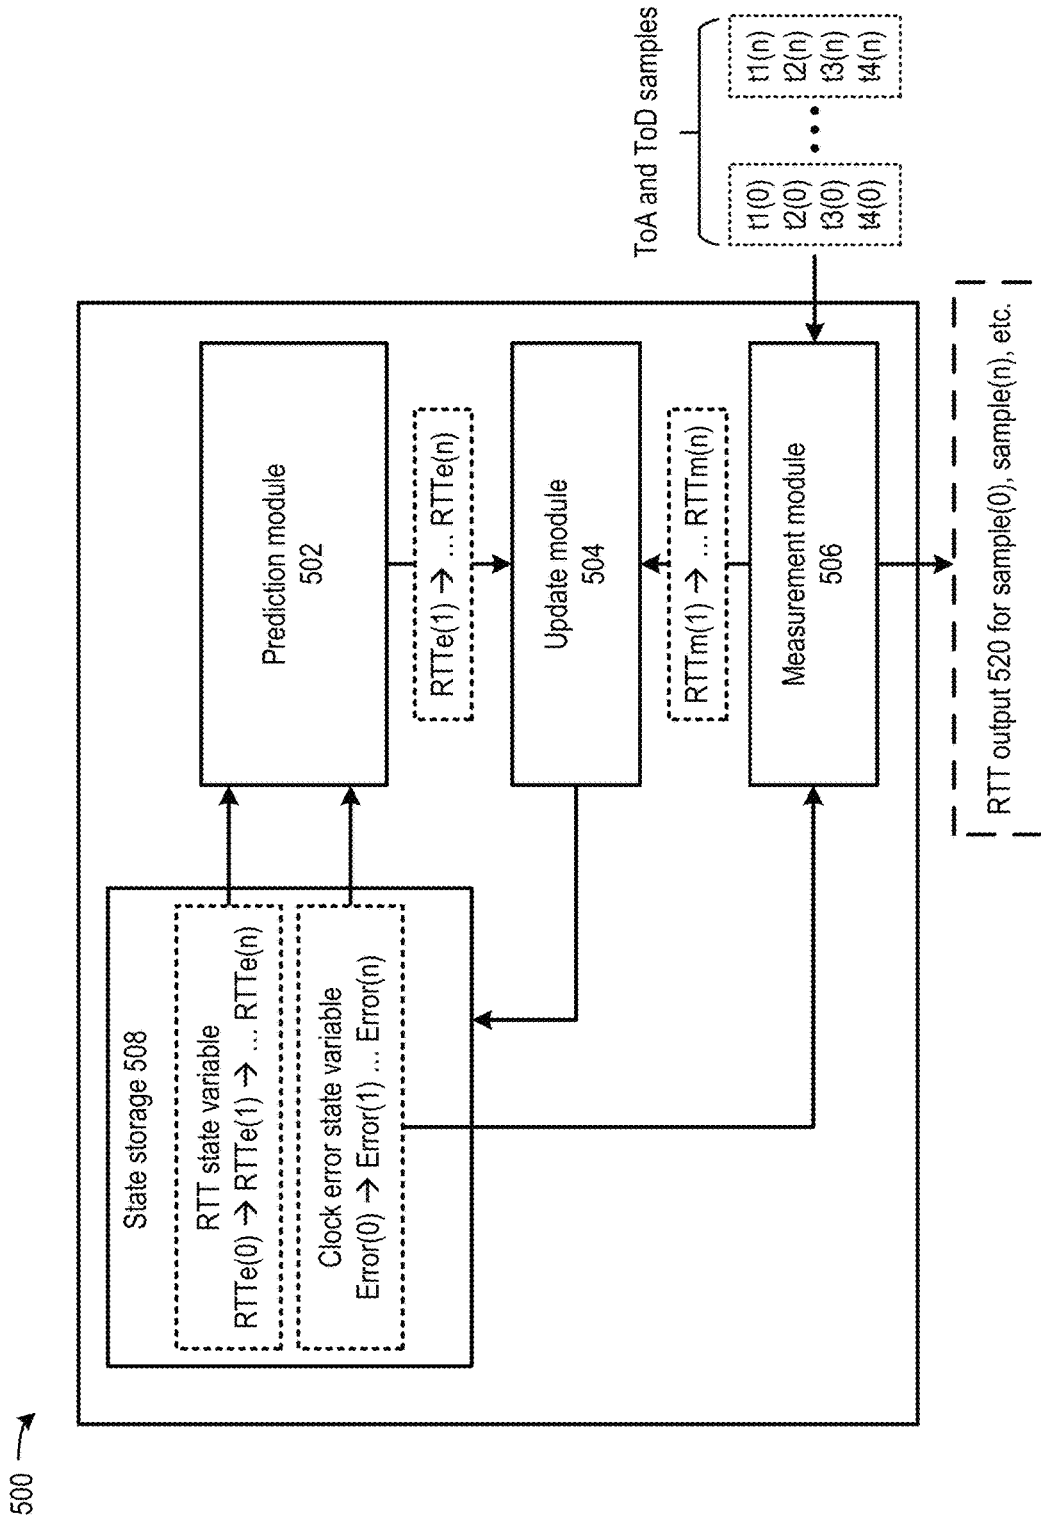 500
State storage 508
RTT state variable
RTTe(0) → RTTe(1) → ... RTTe(n)
Clock error state variable
Error(0) → Error(1) ... Error(n)
Prediction module
502
RTTe(1) → ... RTTe(n)
Update module
504
RTTm(1) → ... RTTm(n)
Measurement module
506
ToA and ToD samples
t1(0)
t2(0)
t3(0)
t4(0)
t1(n)
t2(n)
t3(n)
t4(n)
RTT output 520 for sample(0), sample(n), etc.